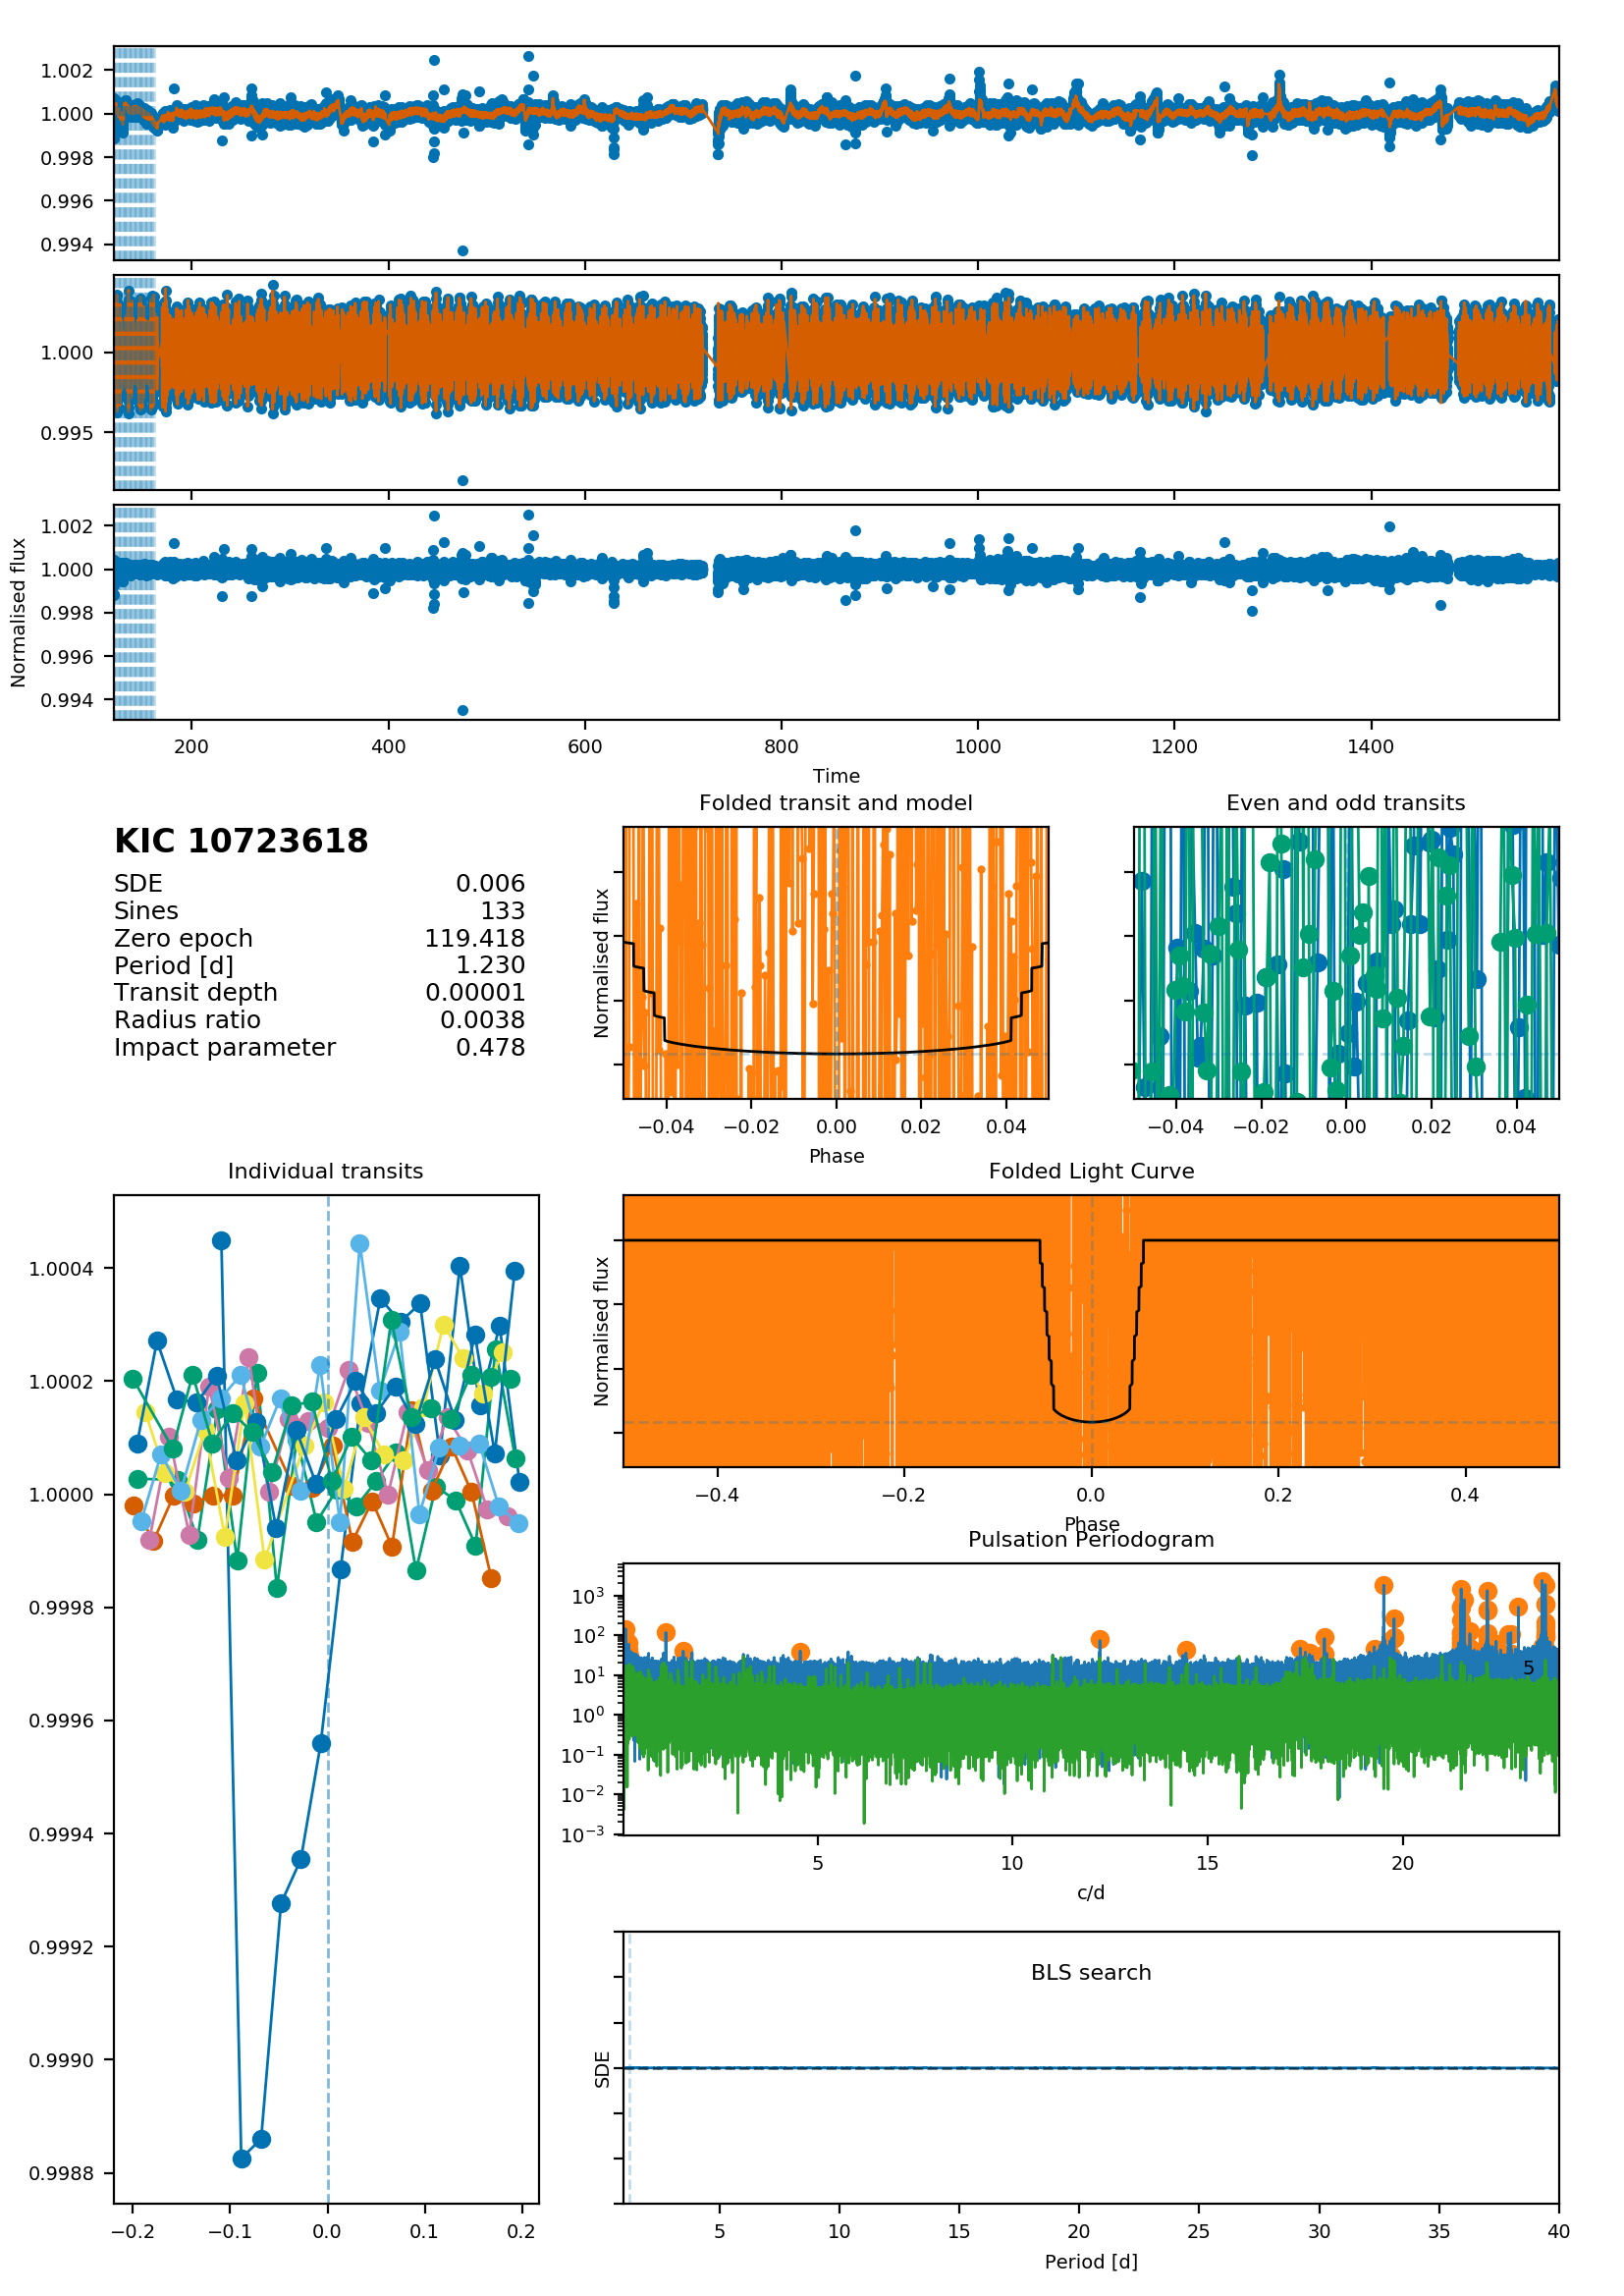 1.002
1.000
0.998
0.996
0.994
1.000
0.995
1.002
1.000
0.998
0.996
0.994
Normalised flux
200 400 600 800 1000 1200 1400
Time
KIC 10723618
SDE 0.006
Sines 133
Zero epoch 119.418
Period [d] 1.230
Transit depth 0.00001
Radius ratio 0.0038
Impact parameter 0.478
Folded transit and model
Normalised flux
−0.04 −0.02 0.00 0.02 0.04
Phase
Even and odd transits
−0.04 −0.02 0.00 0.02 0.04
Individual transits
1.0004
1.0002
1.0000
0.9998
0.9996
0.9994
0.9992
0.9990
0.9988
−0.2 −0.1 0.0 0.1 0.2
Folded Light Curve
Normalised flux
−0.4 −0.2 0.0 0.2 0.4
Phase
Pulsation Periodogram
10³
10²
10¹
10⁰
10⁻¹
10⁻²
10⁻³
5
5 10 15 20
c/d
BLS search
SDE
5 10 15 20 25 30 35 40
Period [d]